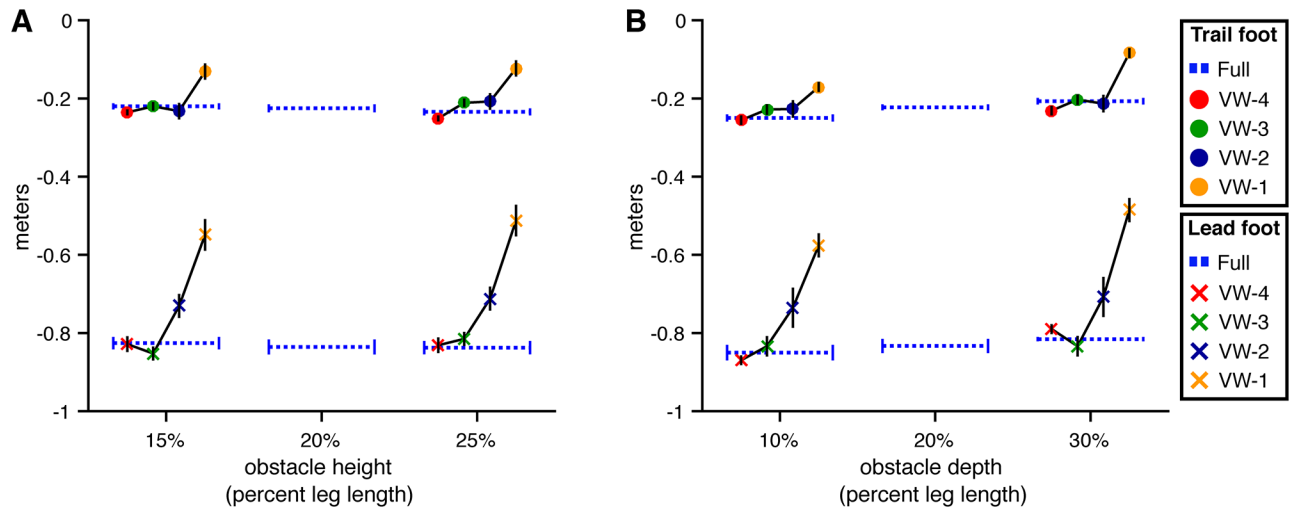 A
0
-0.2
-0.4
-0.6
-0.8
-1
meters
15%
20%
25%
obstacle height
(percent leg length)
B
0
-0.2
-0.4
-0.6
-0.8
-1
meters
10%
20%
30%
obstacle depth
(percent leg length)
Trail foot
Full
VW-4
VW-3
VW-2
VW-1
Lead foot
Full
VW-4
VW-3
VW-2
VW-1